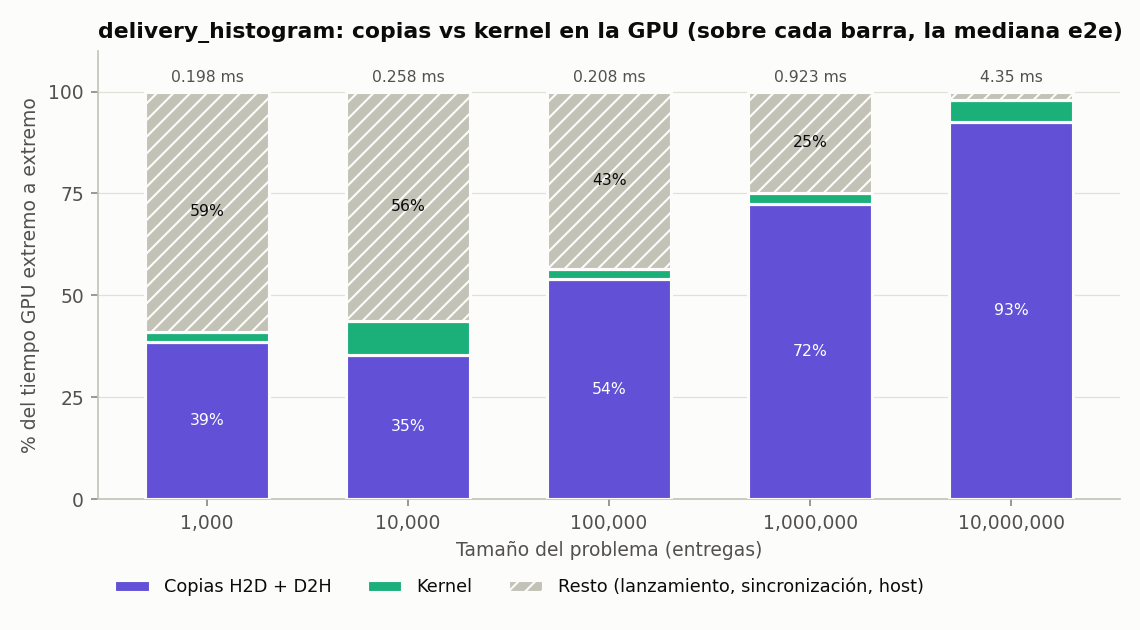 delivery_histogram: copias vs kernel en la GPU (sobre cada barra, la mediana e2e)
0.198 ms
0.258 ms
0.208 ms
0.923 ms
4.35 ms
% del tiempo GPU extremo a extremo
100
75
50
25
0
59%
39%
56%
35%
43%
54%
25%
72%
93%
1,000
10,000
100,000
1,000,000
10,000,000
Tamaño del problema (entregas)
Copias H2D + D2H
Kernel
Resto (lanzamiento, sincronización, host)